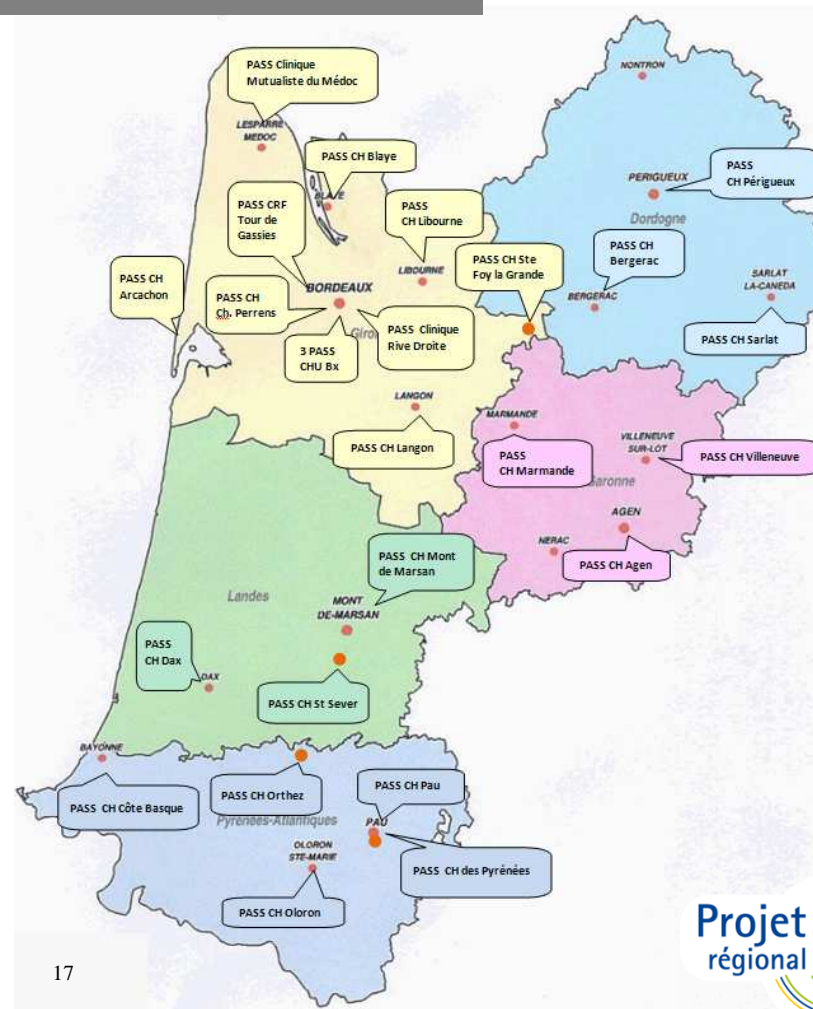 PASS Clinique
Mutualiste du Médoc
LESPARRE
MEDOC
PASS CH Blaye
BLAYE
PASS CRF
Tour de
Gassies
PASS
CH Libourne
LIBOURNE
PASS CH
Arcachon
BORDEAUX
PASS CH
Ch. Perrens
3 PASS
CHU Bx
PASS Clinique
Rive Droite
PASS CH Ste
Foy la Grande
LANGON
PASS CH Langon
NONTRON
PERIGUEUX
PASS
CH Périgueux
Dordogne
PASS CH
Bergerac
BERGERAC
SARLAT
LA-CANEDA
PASS CH Sarlat
MARMANDE
PASS
CH Marmande
VILLENEUVE
SUR-LOT
PASS CH Villeneuve
Garonne
AGEN
NERAC
PASS CH Agen
Landes
PASS CH Mont
de Marsan
MONT
DE-MARSAN
PASS
CH Dax
DAX
PASS CH St Sever
BAYONNE
PASS CH Côte Basque
PASS CH Orthez
Pyrénées-Atlantiques
PASS CH Pau
PAU
OLORON
STE-MARIE
PASS CH des Pyrénées
PASS CH Oloron
17
Projet
régional